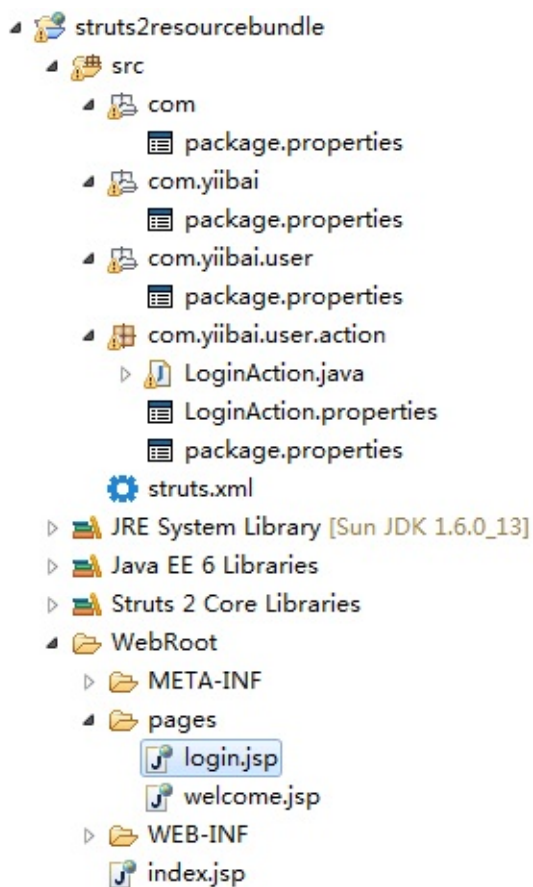 struts2resourcebundle
src
com
package.properties
com.yiibai
package.properties
com.yiibai.user
package.properties
com.yiibai.user.action
LoginAction.java
LoginAction.properties
package.properties
struts.xml
JRE System Library [Sun JDK 1.6.0_13]
Java EE 6 Libraries
Struts 2 Core Libraries
WebRoot
META-INF
pages
login.jsp
welcome.jsp
WEB-INF
index.jsp